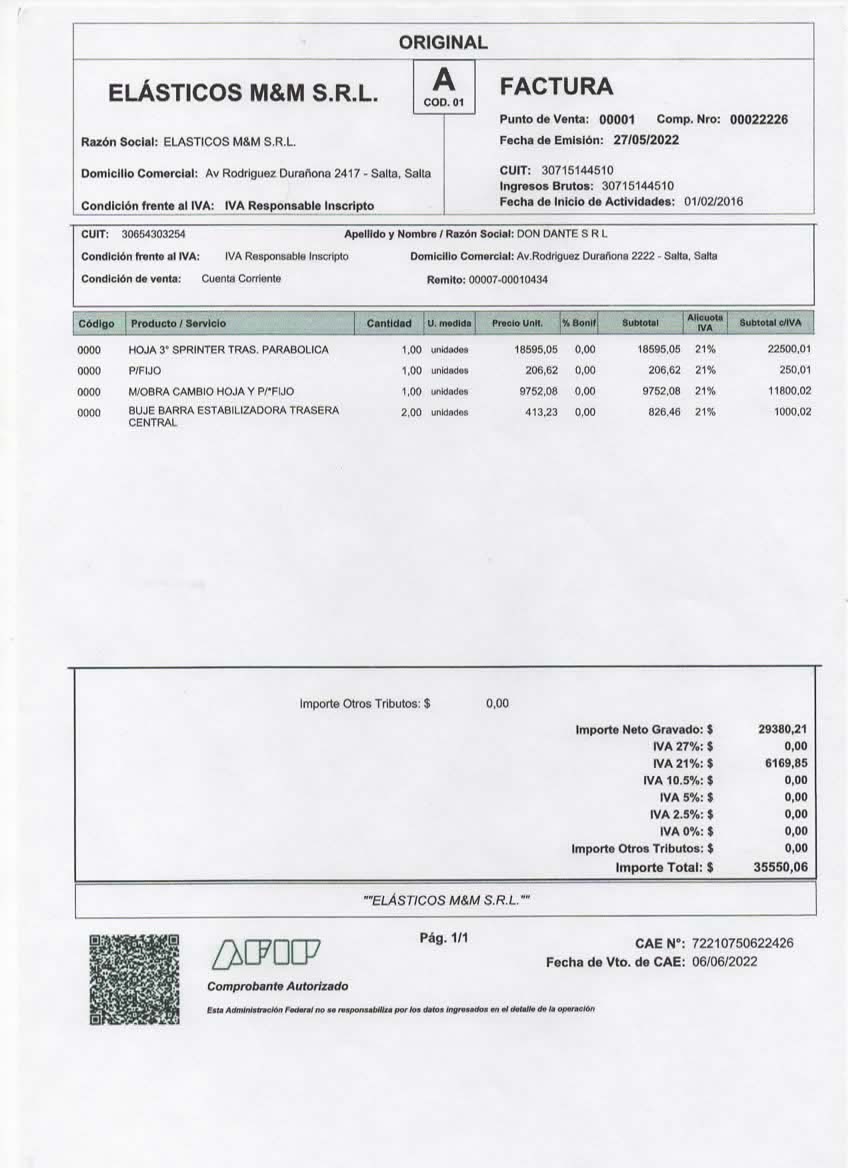 ORIGINAL
ELÁSTICOS M&M S.R.L.
A
COD. 01
FACTURA
Punto de Venta: 00001 Comp. Nro: 00022226
Fecha de Emisión: 27/05/2022
Razón Social: ELASTICOS M&M S.R.L.
Domicilio Comercial: Av Rodriguez Durañona 2417 - Salta, Salta
CUIT: 30715144510
Ingresos Brutos: 30715144510
Condición frente al IVA: IVA Responsable Inscripto
Fecha de Inicio de Actividades: 01/02/2016
CUIT: 30654303254 Apellido y Nombre / Razón Social: DON DANTE S R L
Condición frente al IVA: IVA Responsable Inscripto Domicilio Comercial: Av.Rodriguez Durañona 2222 - Salta, Salta
Condición de venta: Cuenta Corriente Remito: 00007-00010434
Código Producto / Servicio Cantidad U. medida Precio Unit. % Bonif Subtotal Alicuota IVA Subtotal c/IVA
0000 HOJA 3° SPRINTER TRAS. PARABOLICA 1,00 unidades 18595,05 0,00 18595,05 21% 22500,01
0000 P/FIJO 1,00 unidades 206,62 0,00 206,62 21% 250,01
0000 M/OBRA CAMBIO HOJA Y P/°FIJO 1,00 unidades 9752,08 0,00 9752,08 21% 11800,02
0000 BUJE BARRA ESTABILIZADORA TRASERA 2,00 unidades 413,23 0,00 826,46 21% 1000,02
CENTRAL
Importe Otros Tributos: $ 0,00
Importe Neto Gravado: $ 29380,21
IVA 27%: $ 0,00
IVA 21%: $ 6169,85
IVA 10.5%: $ 0,00
IVA 5%: $ 0,00
IVA 2.5%: $ 0,00
IVA 0%: $ 0,00
Importe Otros Tributos: $ 0,00
Importe Total: $ 35550,06
""ELÁSTICOS M&M S.R.L.""
AFIP
Pág. 1/1
CAE N°: 72210750622426
Fecha de Vto. de CAE: 06/06/2022
Comprobante Autorizado
Esta Administración Federal no se responsabiliza por los datos ingresados en el detalle de la operación